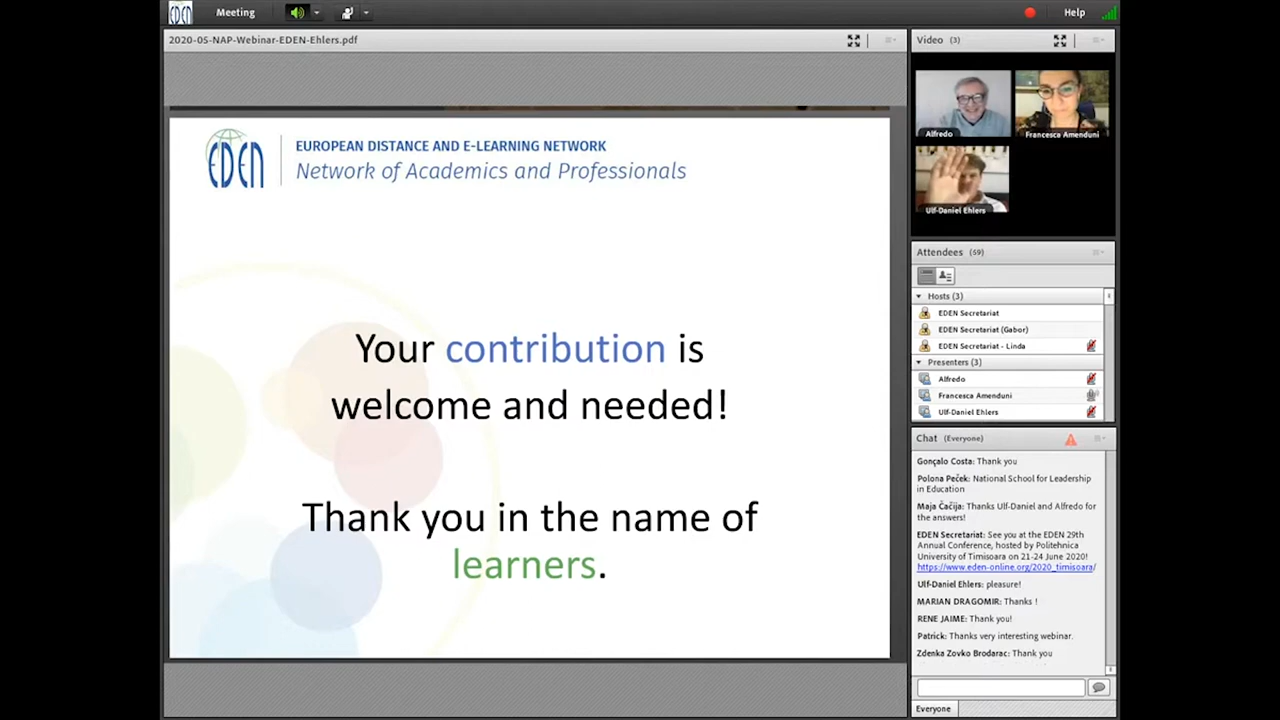 Meeting
Help
2020-05-NAP-Webinar-EDEN-Ehlers.pdf
EDEN
EUROPEAN DISTANCE AND E-LEARNING NETWORK
Network of Academics and Professionals
Your contribution is
welcome and needed!
Thank you in the name of
learners.
Video (3)
Alfredo
Francesca Amenduni
Ulf-Daniel Ehlers
Attendees (59)
Hosts (3)
EDEN Secretariat
EDEN Secretariat (Gabor)
EDEN Secretariat - Linda
Presenters (3)
Alfredo
Francesca Amenduni
Ulf-Daniel Ehlers
Chat (Everyone)
Gonçalo Costa: Thank you
Polona Peček: National School for Leadership
in Education
Maja Čačija: Thanks Ulf-Daniel and Alfredo for
the answers!
EDEN Secretariat: See you at the EDEN 29th
Annual Conference, hosted by Politehnica
University of Timisoara on 21-24 June 2020!
https://www.eden-online.org/2020_timisoara/
Ulf-Daniel Ehlers: pleasure!
MARIAN DRAGOMIR: Thanks !
RENE JAIME: Thank you!
Patrick: Thanks very interesting webinar.
Zdenka Zovko Brodarac: Thank you
Everyone